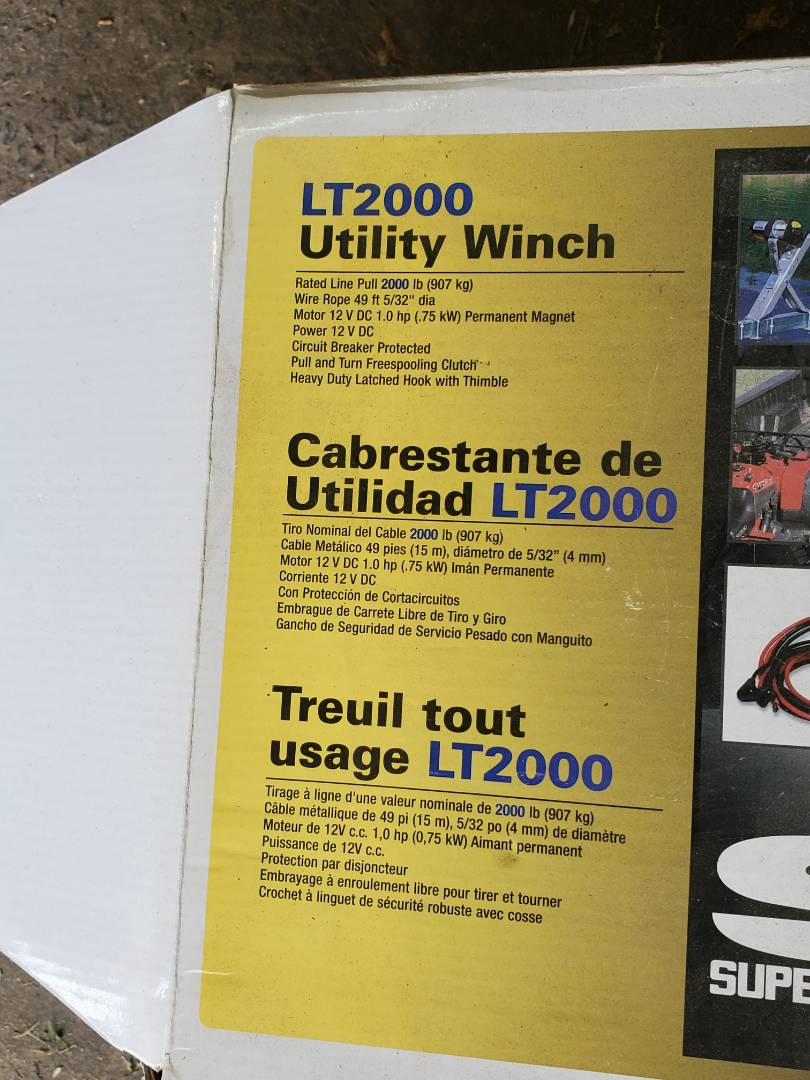 LT2000
Utility Winch
Rated Line Pull 2000 lb (907 kg)
Wire Rope 49 ft 5/32" dia
Motor 12 V DC 1.0 hp (.75 kW) Permanent Magnet
Power 12 V DC
Circuit Breaker Protected
Pull and Turn Freespooling Clutch
Heavy Duty Latched Hook with Thimble
Cabrestante de
Utilidad LT2000
Tiro Nominal del Cable 2000 lb (907 kg)
Cable Metálico 49 pies (15 m), diámetro de 5/32” (4 mm)
Motor 12 V DC 1.0 hp (.75 kW) Imán Permanente
Corriente 12 V DC
Con Protección de Cortacircuitos
Embrague de Carrete Libre de Tiro y Giro
Gancho de Seguridad de Servicio Pesado con Manguito
Treuil tout
usage LT2000
Tirage à ligne d'une valeur nominale de 2000 lb (907 kg)
Câble métallique de 49 pi (15 m), 5/32 po (4 mm) de diamètre
Moteur de 12V c.c. 1,0 hp (0,75 kW) Aimant permanent
Puissance de 12V c.c.
Protection par disjoncteur
Embrayage à enroulement libre pour tirer et tourner
Crochet à linguet de sécurité robuste avec cosse
SUPE